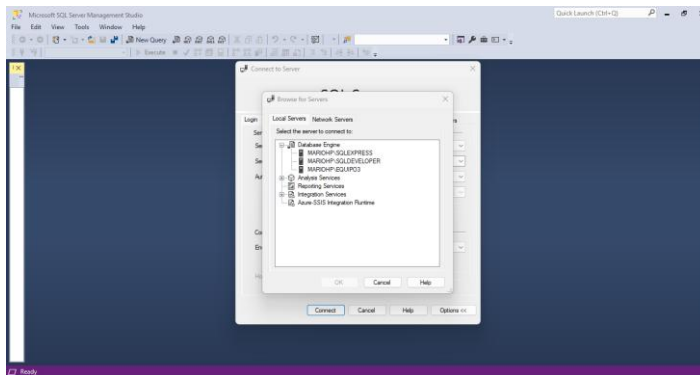 Microsoft SQL Server Management Studio
Quick Launch (Ctrl+Q)
File Edit View Tools Window Help
New Query
Execute
Connect to Server
Browse for Servers
Login
Local Servers Network Servers
Select the server to connect to:
Database Engine
MARIOHP\SQLEXPRESS
MARIOHP\SQLDEVELOPER
MARIOHP\EQUIPO3
Analysis Services
Reporting Services
Integration Services
Azure-SSIS Integration Runtime
OK Cancel Help
Connect Cancel Help Options <<
Ready